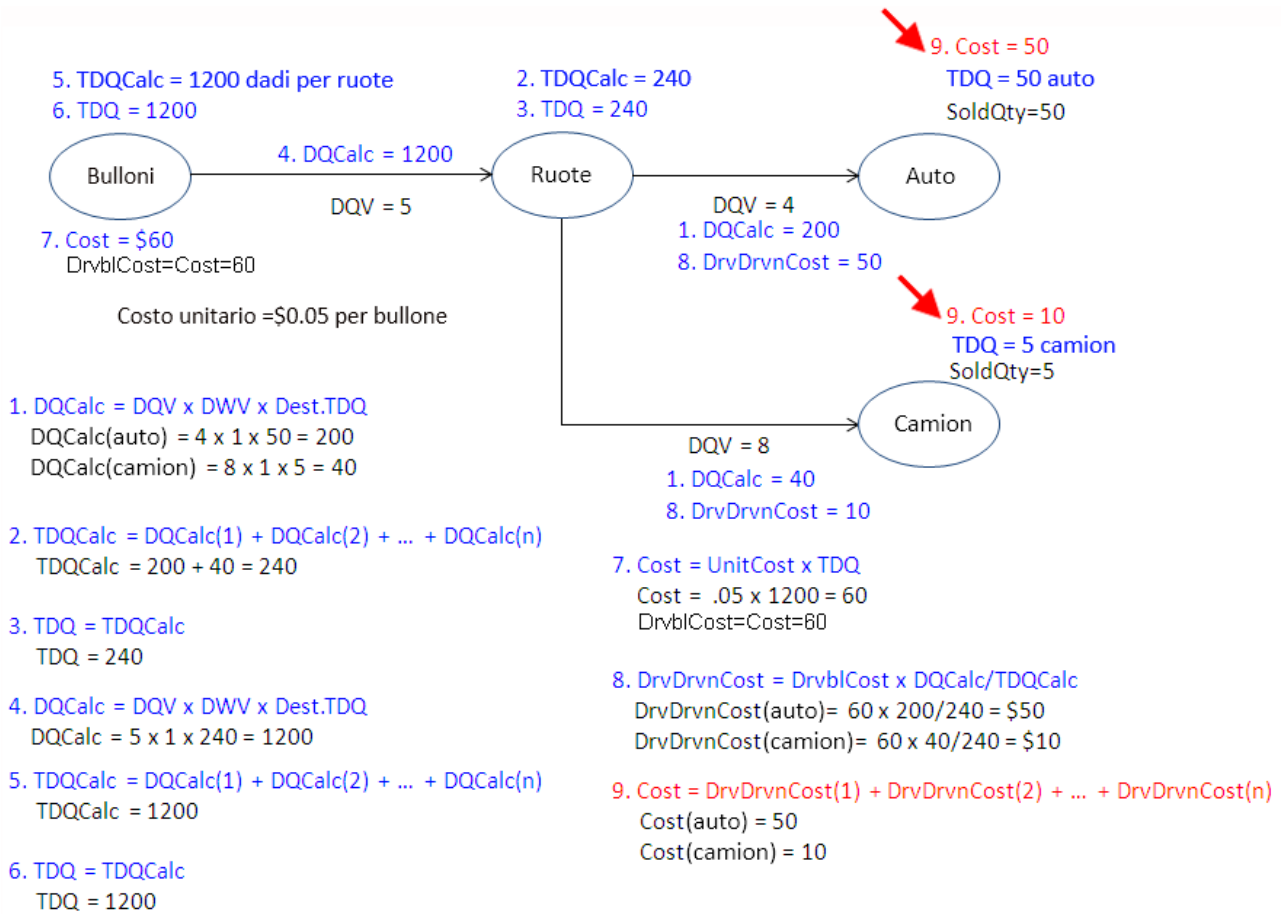 9. Cost = 50
5. TDQCalc = 1200 dadi per ruote
2. TDQCalc = 240
TDQ = 50 auto
6. TDQ = 1200
3. TDQ = 240
SoldQty=50
4. DQCalc = 1200
Bulloni
Ruote
Auto
DQV = 5
DQV = 4
1. DQCalc = 200
7. Cost = $60
DrvblCost=Cost=60
8. DrvDrvnCost = 50
Costo unitario =$0.05 per bullone
9. Cost = 10
TDQ = 5 camion
SoldQty=5
Camion
DQV = 8
1. DQCalc = 40
8. DrvDrvnCost = 10
1. DQCalc = DQV x DWV x Dest.TDQ
DQCalc(auto) = 4 x 1 x 50 = 200
DQCalc(camion) = 8 x 1 x 5 = 40
2. TDQCalc = DQCalc(1) + DQCalc(2) + ... + DQCalc(n)
TDQCalc = 200 + 40 = 240
3. TDQ = TDQCalc
TDQ = 240
4. DQCalc = DQV x DWV x Dest.TDQ
DQCalc = 5 x 1 x 240 = 1200
5. TDQCalc = DQCalc(1) + DQCalc(2) + ... + DQCalc(n)
TDQCalc = 1200
6. TDQ = TDQCalc
TDQ = 1200
7. Cost = UnitCost x TDQ
Cost = .05 x 1200 = 60
DrvblCost=Cost=60
8. DrvDrvnCost = DrvblCost x DQCalc/TDQCalc
DrvDrvnCost(auto)= 60 x 200/240 = $50
DrvDrvnCost(camion)= 60 x 40/240 = $10
9. Cost = DrvDrvnCost(1) + DrvDrvnCost(2) + ... + DrvDrvnCost(n)
Cost(auto) = 50
Cost(camion) = 10